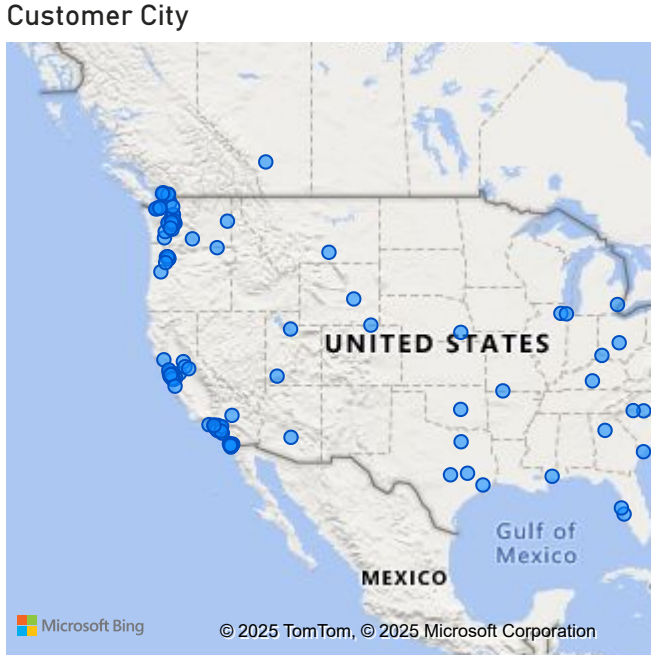 Customer City
UNITED STATES
Gulf of
Mexico
MEXICO
Microsoft Bing
© 2025 TomTom, © 2025 Microsoft Corporation